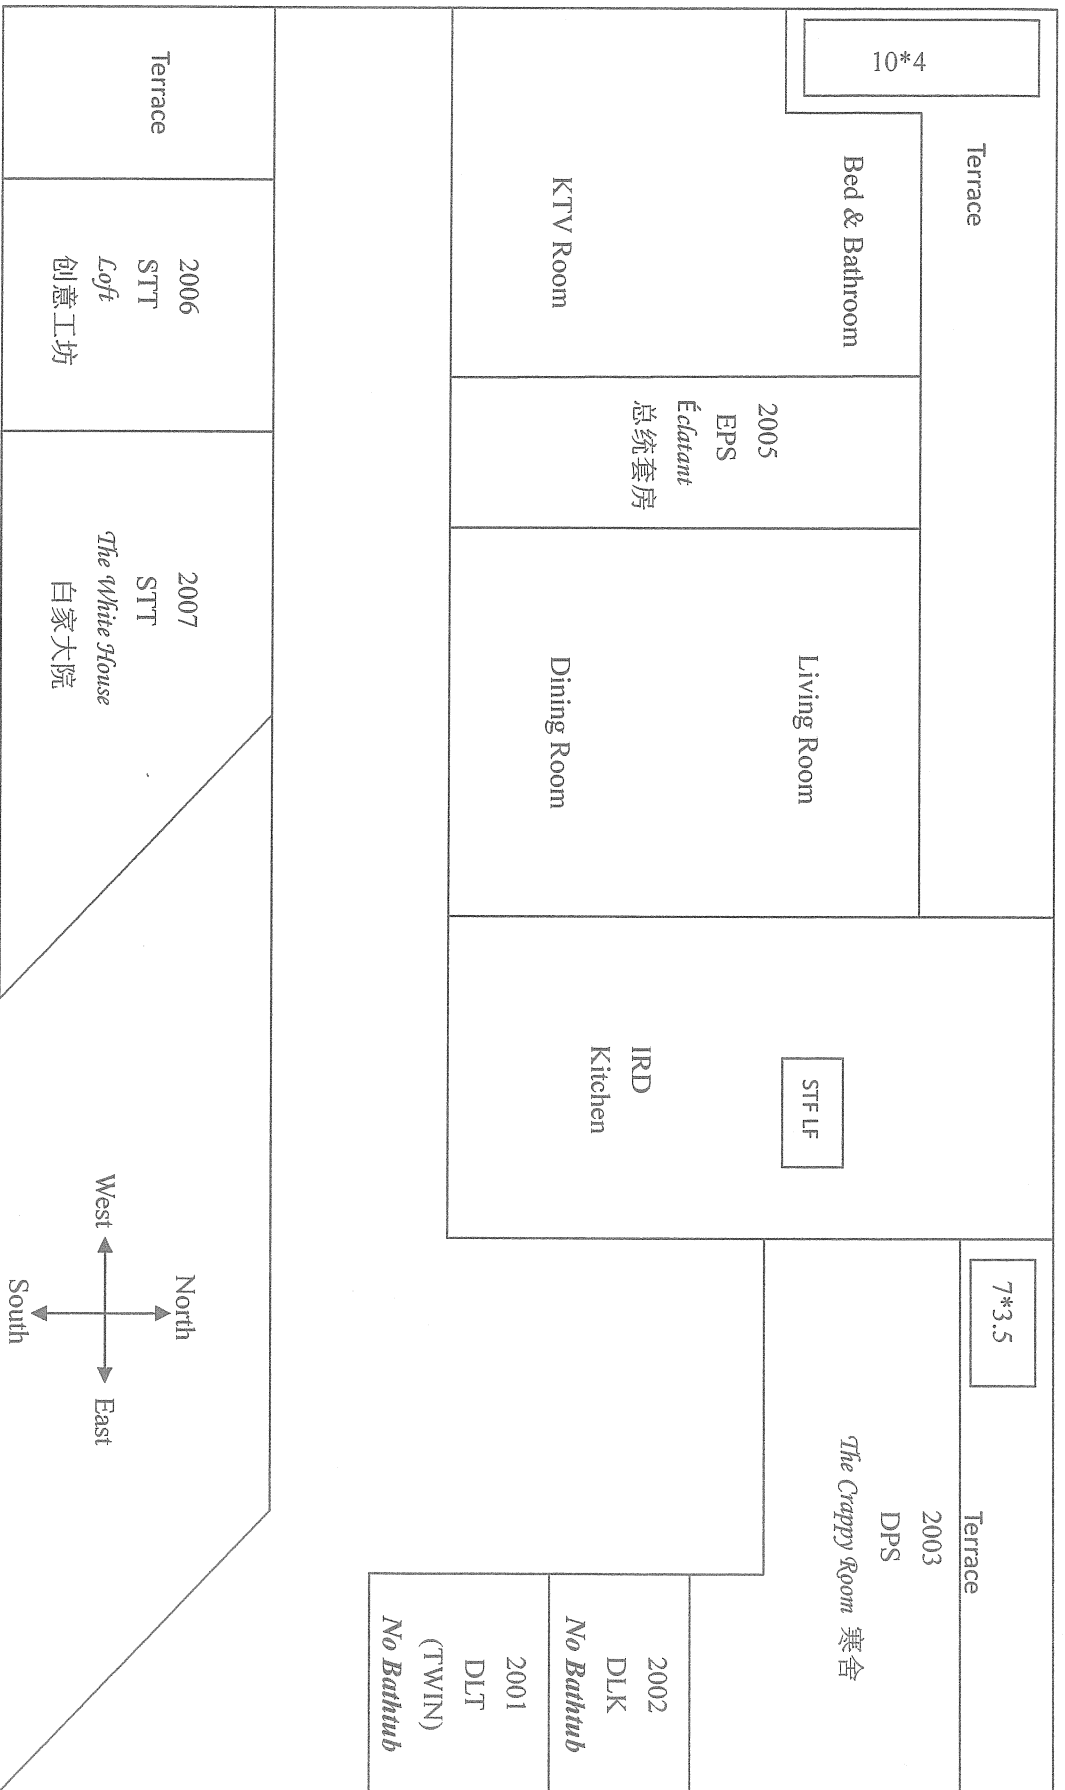 10*4
Terrace
Bed & Bathroom
KTV Room
2005
EPS
Éclatant
总统套房
Living Room
Dining Room
STF LF
IRD
Kitchen
7*3.5
Terrace
2003
DPS
The Crappy Room 寒舍
2002
DLK
No Bathtub
2001
DLT
(TWIN)
No Bathtub
Terrace
2006
STT
Loft
创意工坊
2007
STT
The White House
白家大院
North
West
East
South